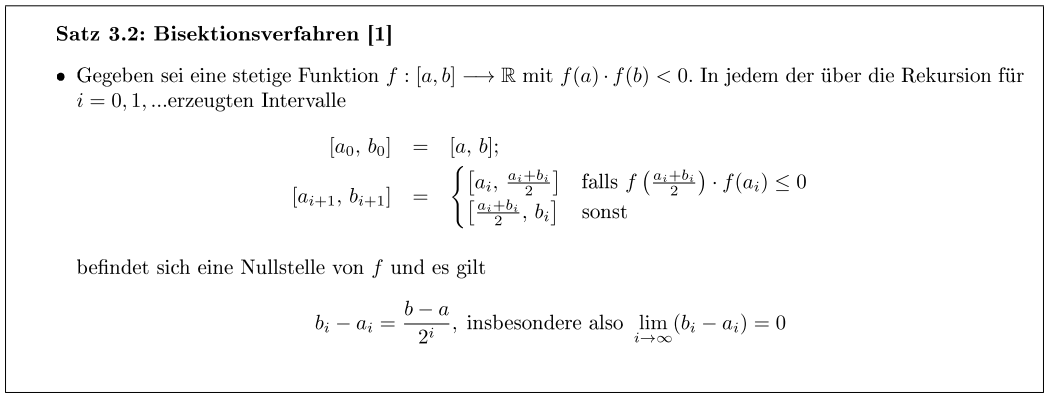 Satz 3.2: Bisektionsverfahren [1]
• Gegeben sei eine stetige Funktion f : [a, b] ⟶ ℝ mit f(a) · f(b) < 0. In jedem der über die Rekursion für
i = 0, 1, ...erzeugten Intervalle
[a₀, b₀] = [a, b];
[aᵢ₊₁, bᵢ₊₁] = { [aᵢ, (aᵢ+bᵢ)/2] falls f((aᵢ+bᵢ)/2) · f(aᵢ) ≤ 0
[(aᵢ+bᵢ)/2, bᵢ] sonst
befindet sich eine Nullstelle von f und es gilt
bᵢ − aᵢ = (b − a)/2ⁱ, insbesondere also lim i→∞ (bᵢ − aᵢ) = 0